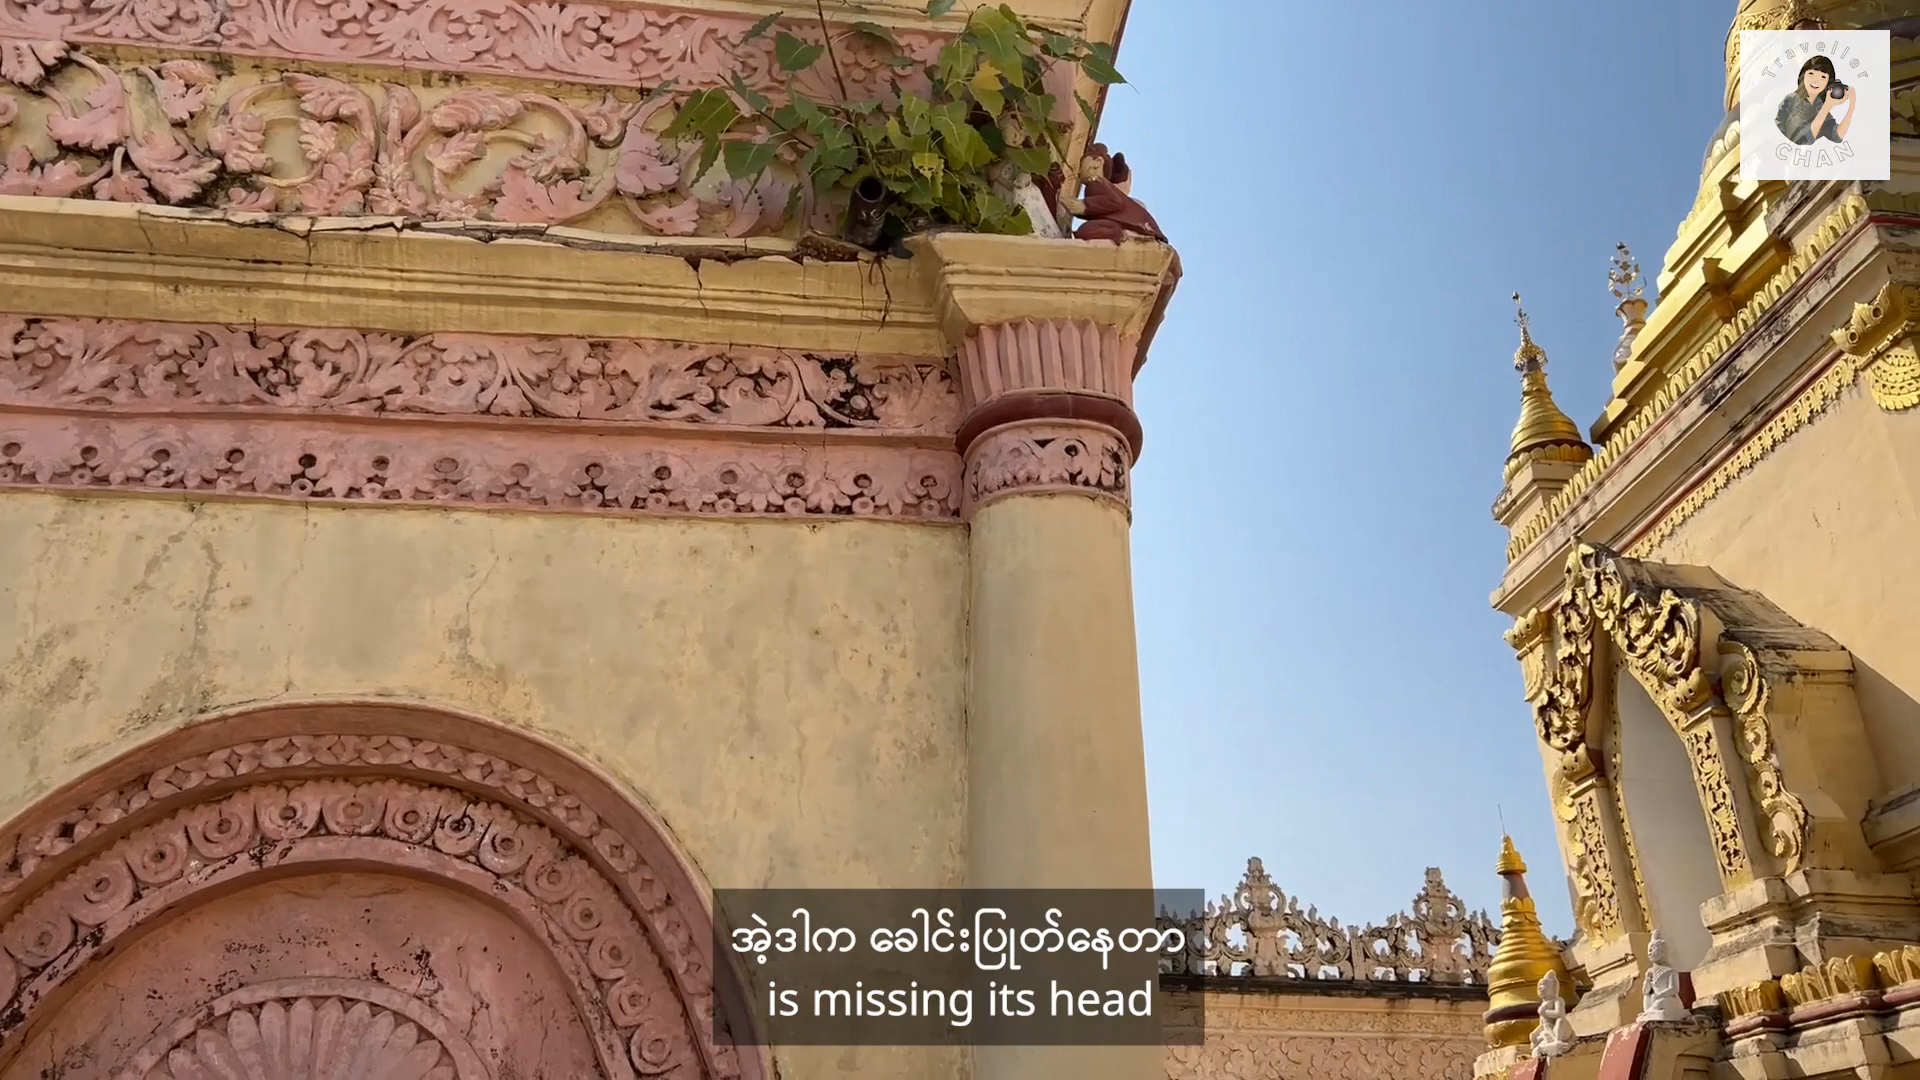 Traveller
CHAN
အဲ့ဒါက ခေါင်းပြုတ်နေတာ
is missing its head